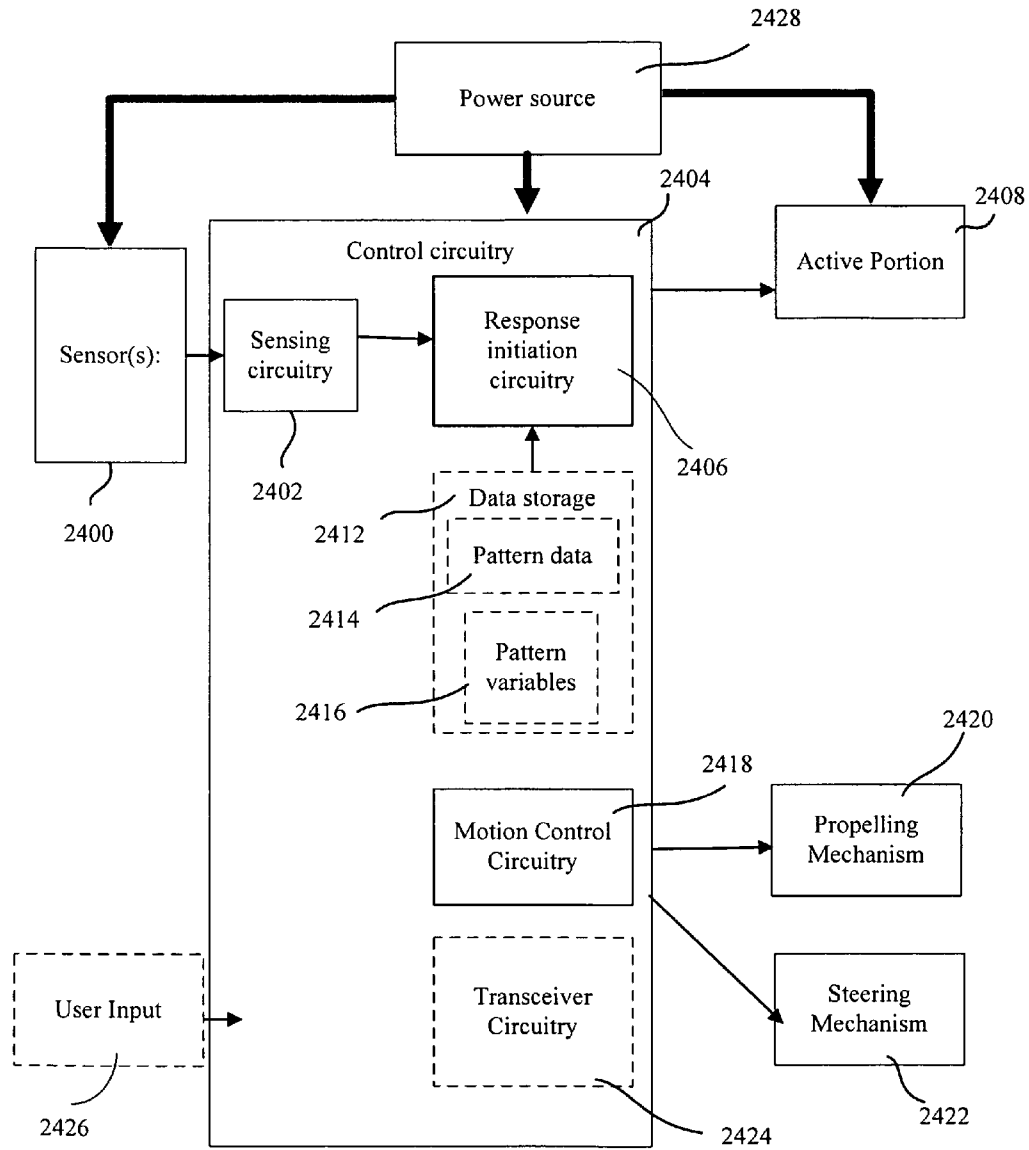 2428
Power source
2404
2408
Control circuitry
Active Portion
Sensor(s):
Sensing
circuitry
Response
initiation
circuitry
2406
2402
2400
Data storage
2412
Pattern data
2414
Pattern
variables
2416
2418
2420
Motion Control
Circuitry
Propelling
Mechanism
User Input
Transceiver
Circuitry
Steering
Mechanism
2426
2424
2422